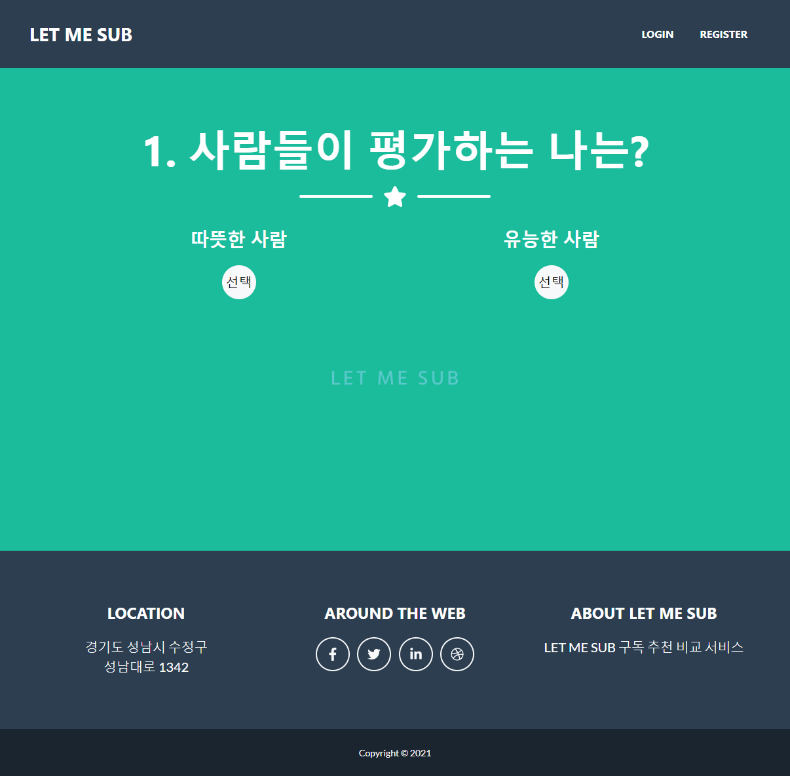 LET ME SUB
LOGIN REGISTER
1. 사람들이 평가하는 나는?
따뜻한 사람 유능한 사람
선택 선택
LET ME SUB
LOCATION AROUND THE WEB ABOUT LET ME SUB
경기도 성남시 수정구 LET ME SUB 구독 추천 비교 서비스
성남대로 1342
Copyright © 2021